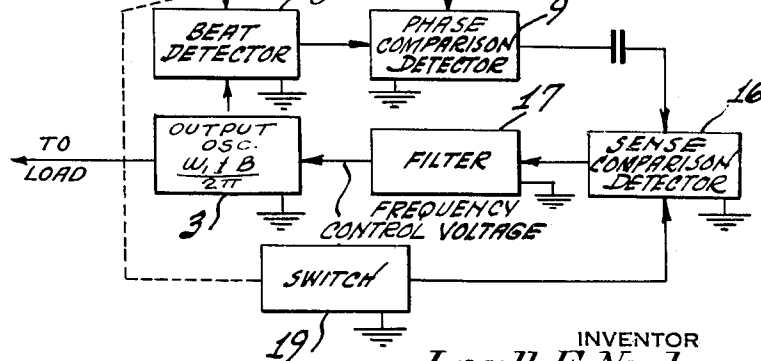 BEAT DETECTOR
PHASE COMPARISON DETECTOR
9
16
17
OUTPUT OSC.
W, ± B
2π
FILTER
SENSE COMPARISON DETECTOR
TO LOAD
3
FREQUENCY CONTROL VOLTAGE
SWITCH
19
INVENTOR